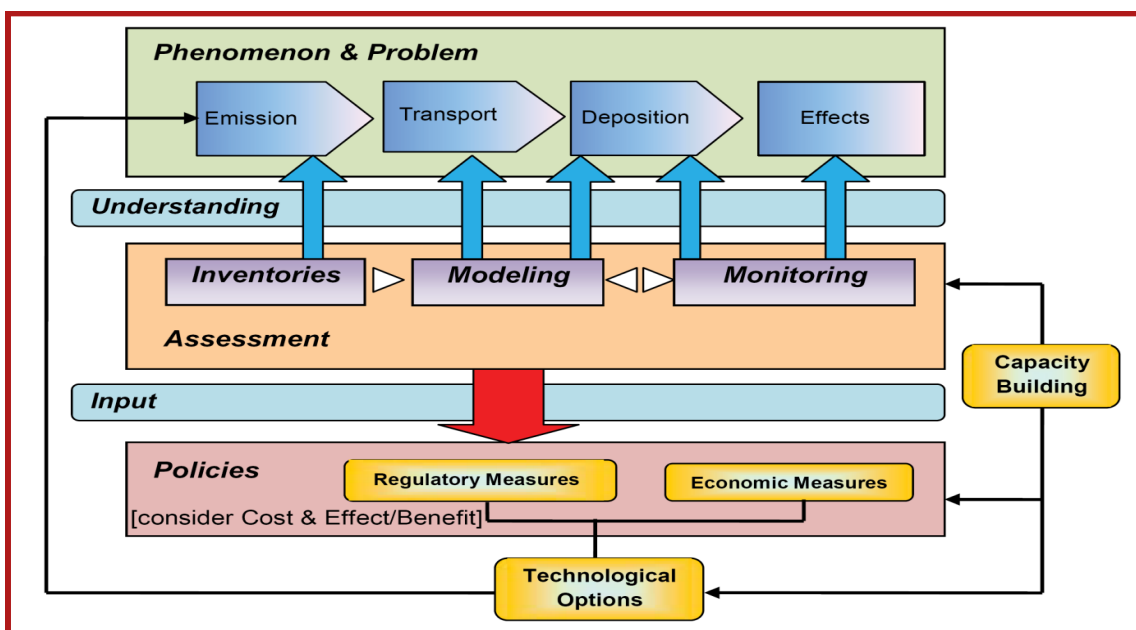 Phenomenon & Problem
Emission
Transport
Deposition
Effects
Understanding
Inventories
Modeling
Monitoring
Assessment
Capacity
Building
Input
Policies
Regulatory Measures
Economic Measures
[consider Cost & Effect/Benefit]
Technological
Options